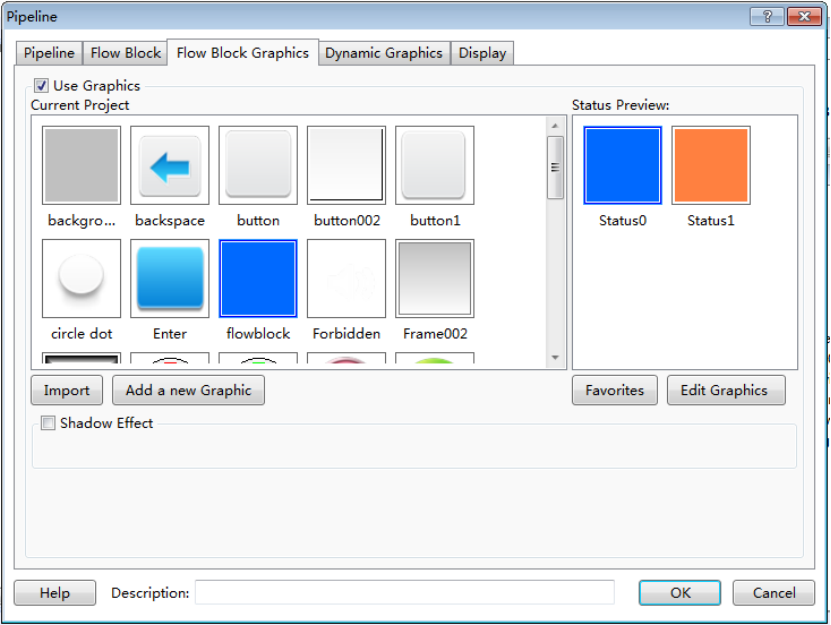 Pipeline
Pipeline Flow Block Flow Block Graphics Dynamic Graphics Display
Use Graphics
Current Project Status Preview:
backgro... backspace button button002 button1
Status0 Status1
circle dot Enter flowblock Forbidden Frame002
Import Add a new Graphic Favorites Edit Graphics
Shadow Effect
Help Description: OK Cancel